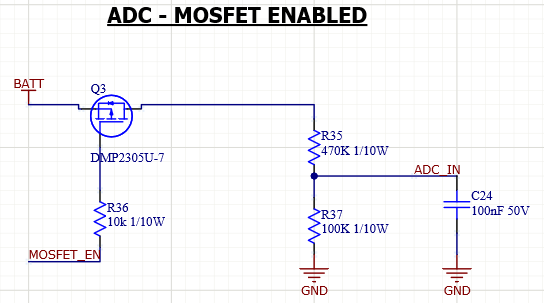 ADC - MOSFET ENABLED
BATT
Q3
DMP2305U-7
R35
470K 1/10W
ADC_IN
C24
100nF 50V
R36
10k 1/10W
R37
100K 1/10W
MOSFET_EN
GND
GND